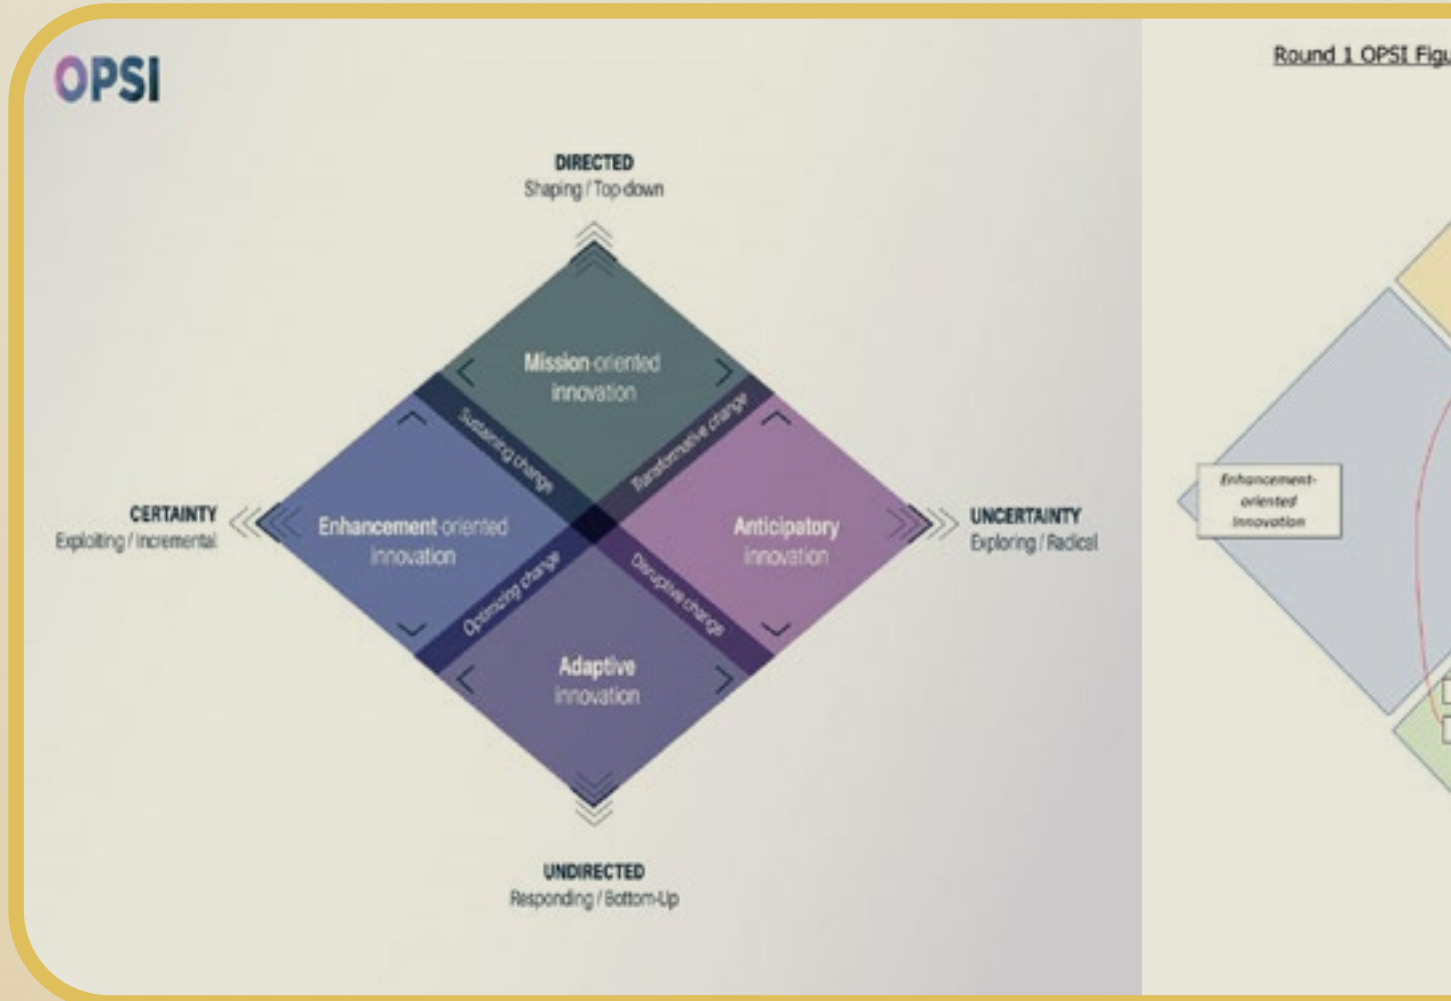 OPSI
Round 1 OPSI Figu
DIRECTED
Shaping / Top-down
Mission-oriented
innovation
Sustaining change
Transformative change
CERTAINTY
Exploiting / Incremental
Enhancement-oriented
innovation
Anticipatory
innovation
UNCERTAINTY
Exploring / Radical
Optimizing change
Disruptive change
Adaptive
innovation
UNDIRECTED
Responding / Bottom-Up
Enhancement-
oriented
Innovation